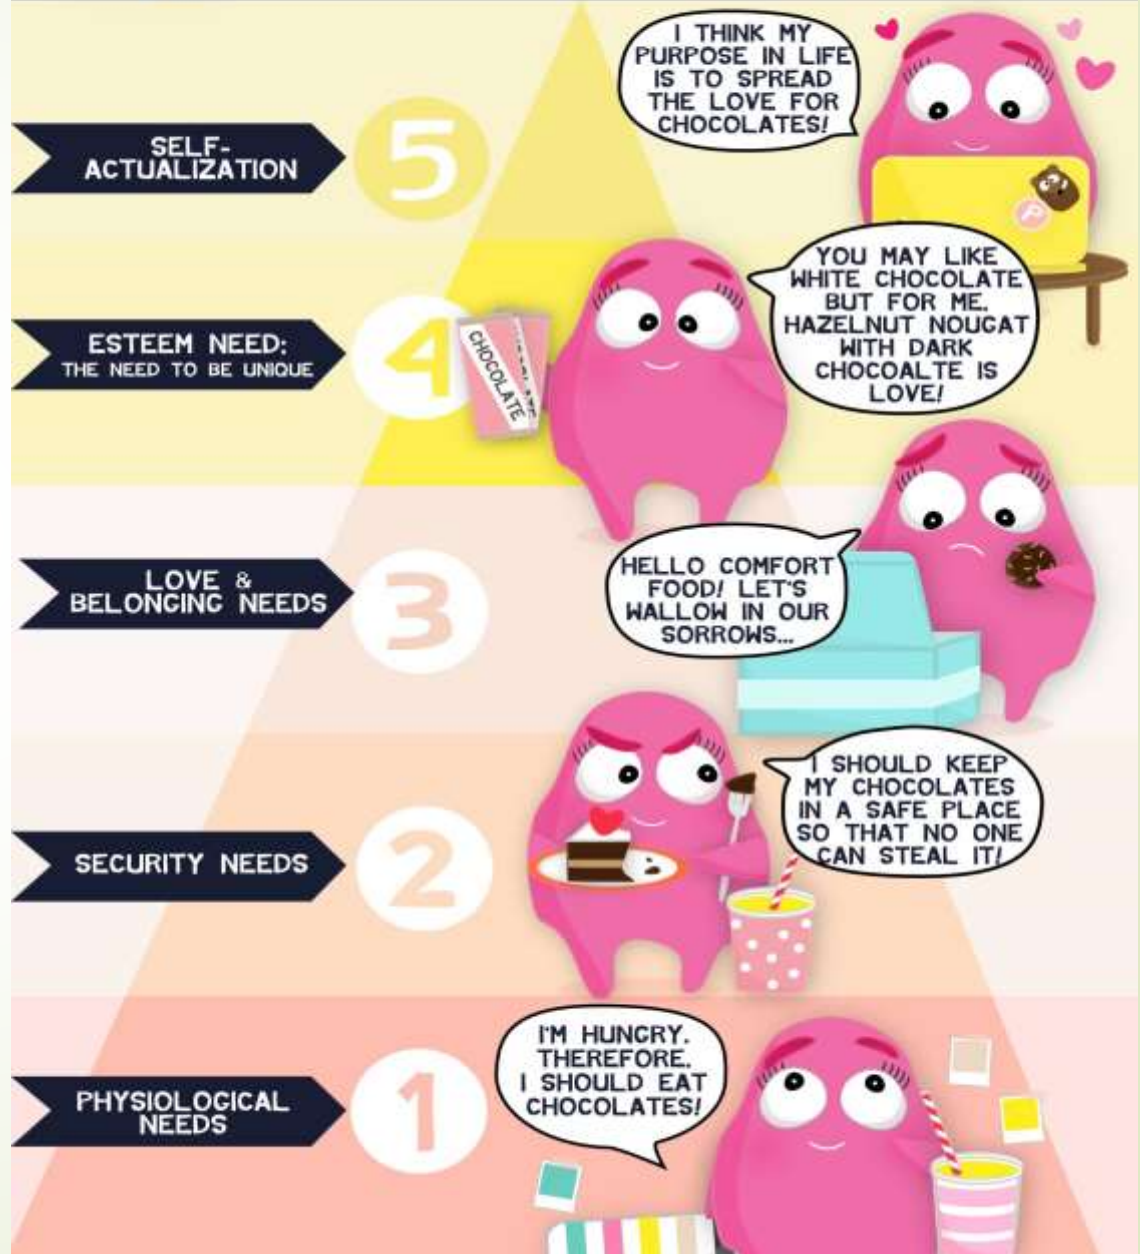 I THINK MY
PURPOSE IN LIFE
IS TO SPREAD
THE LOVE FOR
CHOCOLATES!
SELF-
ACTUALIZATION
5
P
YOU MAY LIKE
WHITE CHOCOLATE
BUT FOR ME.
HAZELNUT NOUGAT
WITH DARK
CHOCOALTE IS
LOVE!
ESTEEM NEED:
THE NEED TO BE UNIQUE
4
CHOCOLATE
HELLO COMFORT
FOOD! LET'S
WALLOW IN OUR
SORROWS...
LOVE &
BELONGING NEEDS
3
I SHOULD KEEP
MY CHOCOLATES
IN A SAFE PLACE
SO THAT NO ONE
CAN STEAL IT!
SECURITY NEEDS
2
I'M HUNGRY.
THEREFORE.
I SHOULD EAT
CHOCOLATES!
PHYSIOLOGICAL
NEEDS
1